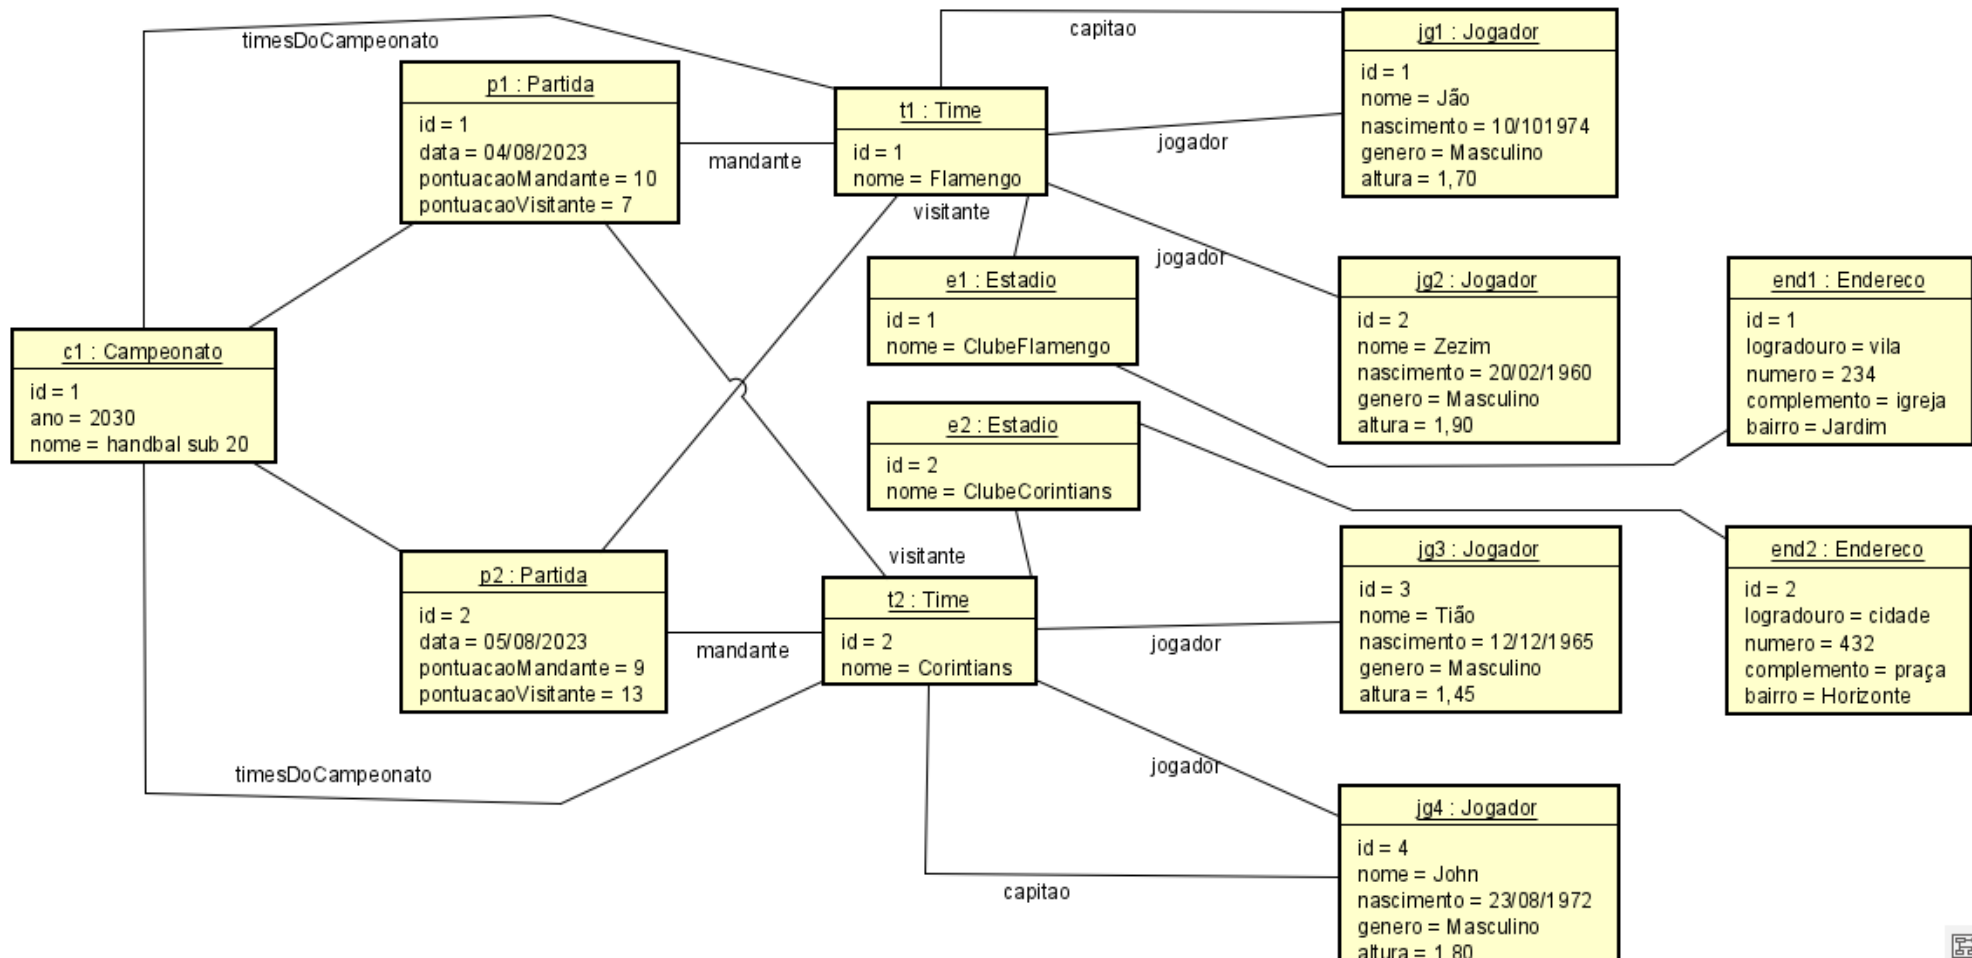 timesDoCampeonato
capitao
jg1 : Jogador
id = 1
nome = Jão
nascimento = 10/101974
genero = Masculino
altura = 1,70
p1 : Partida
id = 1
data = 04/08/2023
pontuacaoMandante = 10
pontuacaoVisitante = 7
mandante
t1 : Time
id = 1
nome = Flamengo
jogador
visitante
jogador
e1 : Estadio
id = 1
nome = ClubeFlamengo
jg2 : Jogador
id = 2
nome = Zezim
nascimento = 20/02/1960
genero = Masculino
altura = 1,90
end1 : Endereco
id = 1
logradouro = vila
numero = 234
complemento = igreja
bairro = Jardim
c1 : Campeonato
id = 1
ano = 2030
nome = handbal sub 20
e2 : Estadio
id = 2
nome = ClubeCorintians
p2 : Partida
id = 2
data = 05/08/2023
pontuacaoMandante = 9
pontuacaoVisitante = 13
mandante
visitante
t2 : Time
id = 2
nome = Corintians
jogador
jg3 : Jogador
id = 3
nome = Tião
nascimento = 12/12/1965
genero = Masculino
altura = 1,45
end2 : Endereco
id = 2
logradouro = cidade
numero = 432
complemento = praça
bairro = Horizonte
timesDoCampeonato
jogador
capitao
jg4 : Jogador
id = 4
nome = John
nascimento = 23/08/1972
genero = Masculino
altura = 1,80